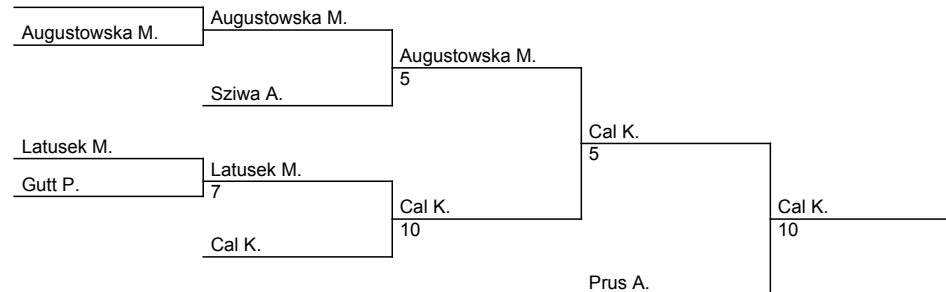 Augustowska M.
Augustowska M.
Augustowska M.
5
Sziwa A.
Cal K.
5
Latusek M.
Latusek M.
7
Gutt P.
Cal K.
10
Cal K.
10
Cal K.
Prus A.